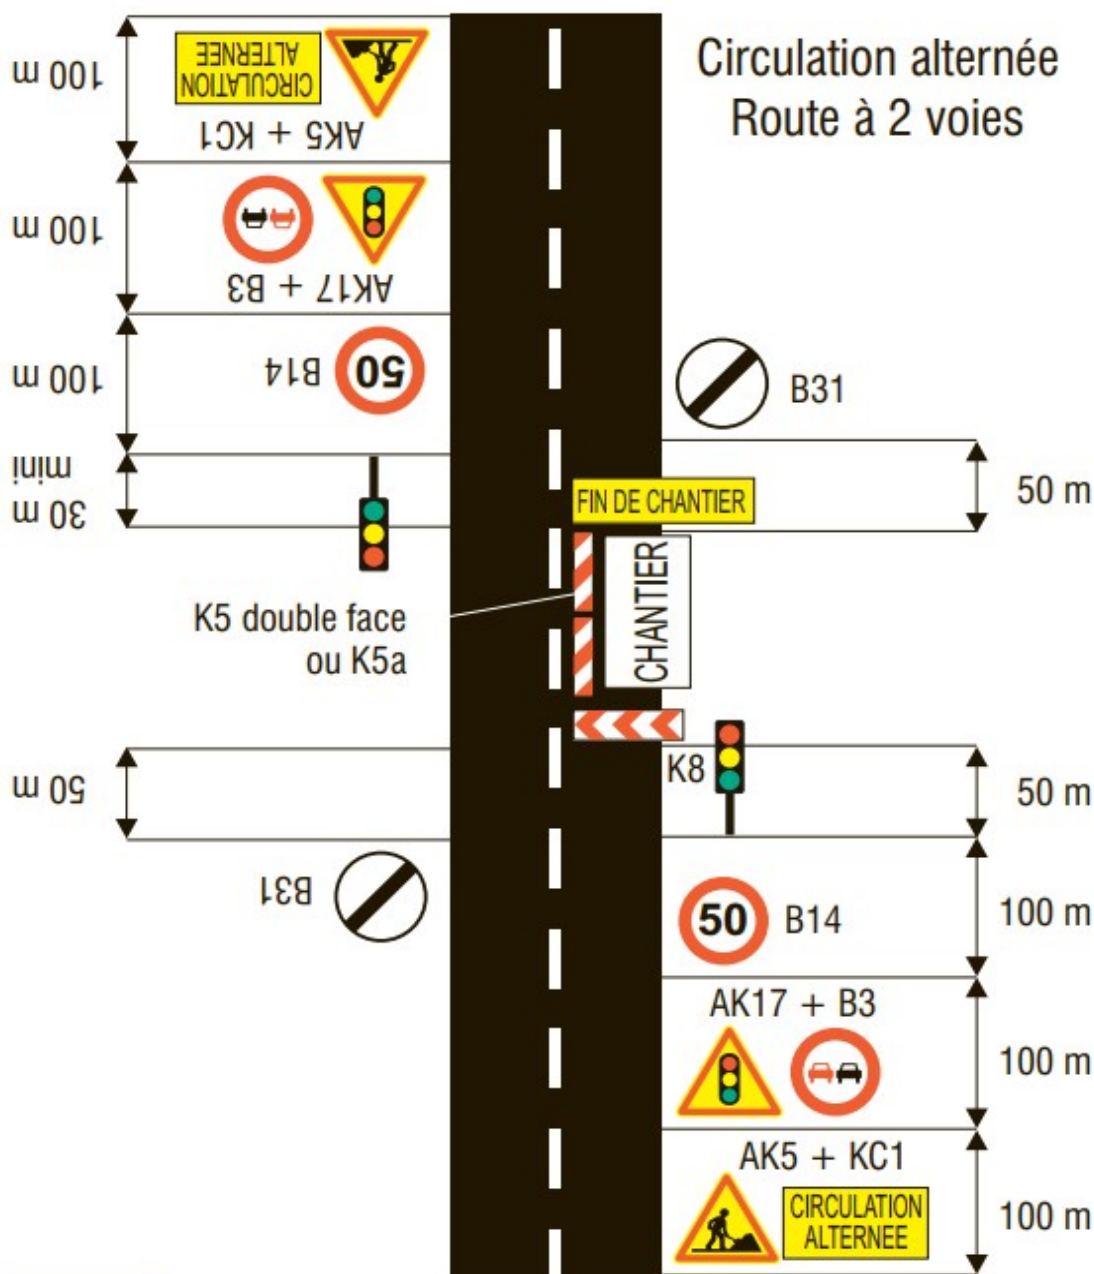 Circulation alternée
Route à 2 voies
100 m
CIRCULATION
ALTERNEE
AK5 + KC1
100 m
AK17 + B3
100 m
B14
50
B31
30 m
mini
50 m
FIN DE CHANTIER
CHANTIER
K5 double face
ou K5a
K8
50 m
50 m
B31
50
B14
100 m
AK17 + B3
100 m
AK5 + KC1
CIRCULATION
ALTERNEE
100 m